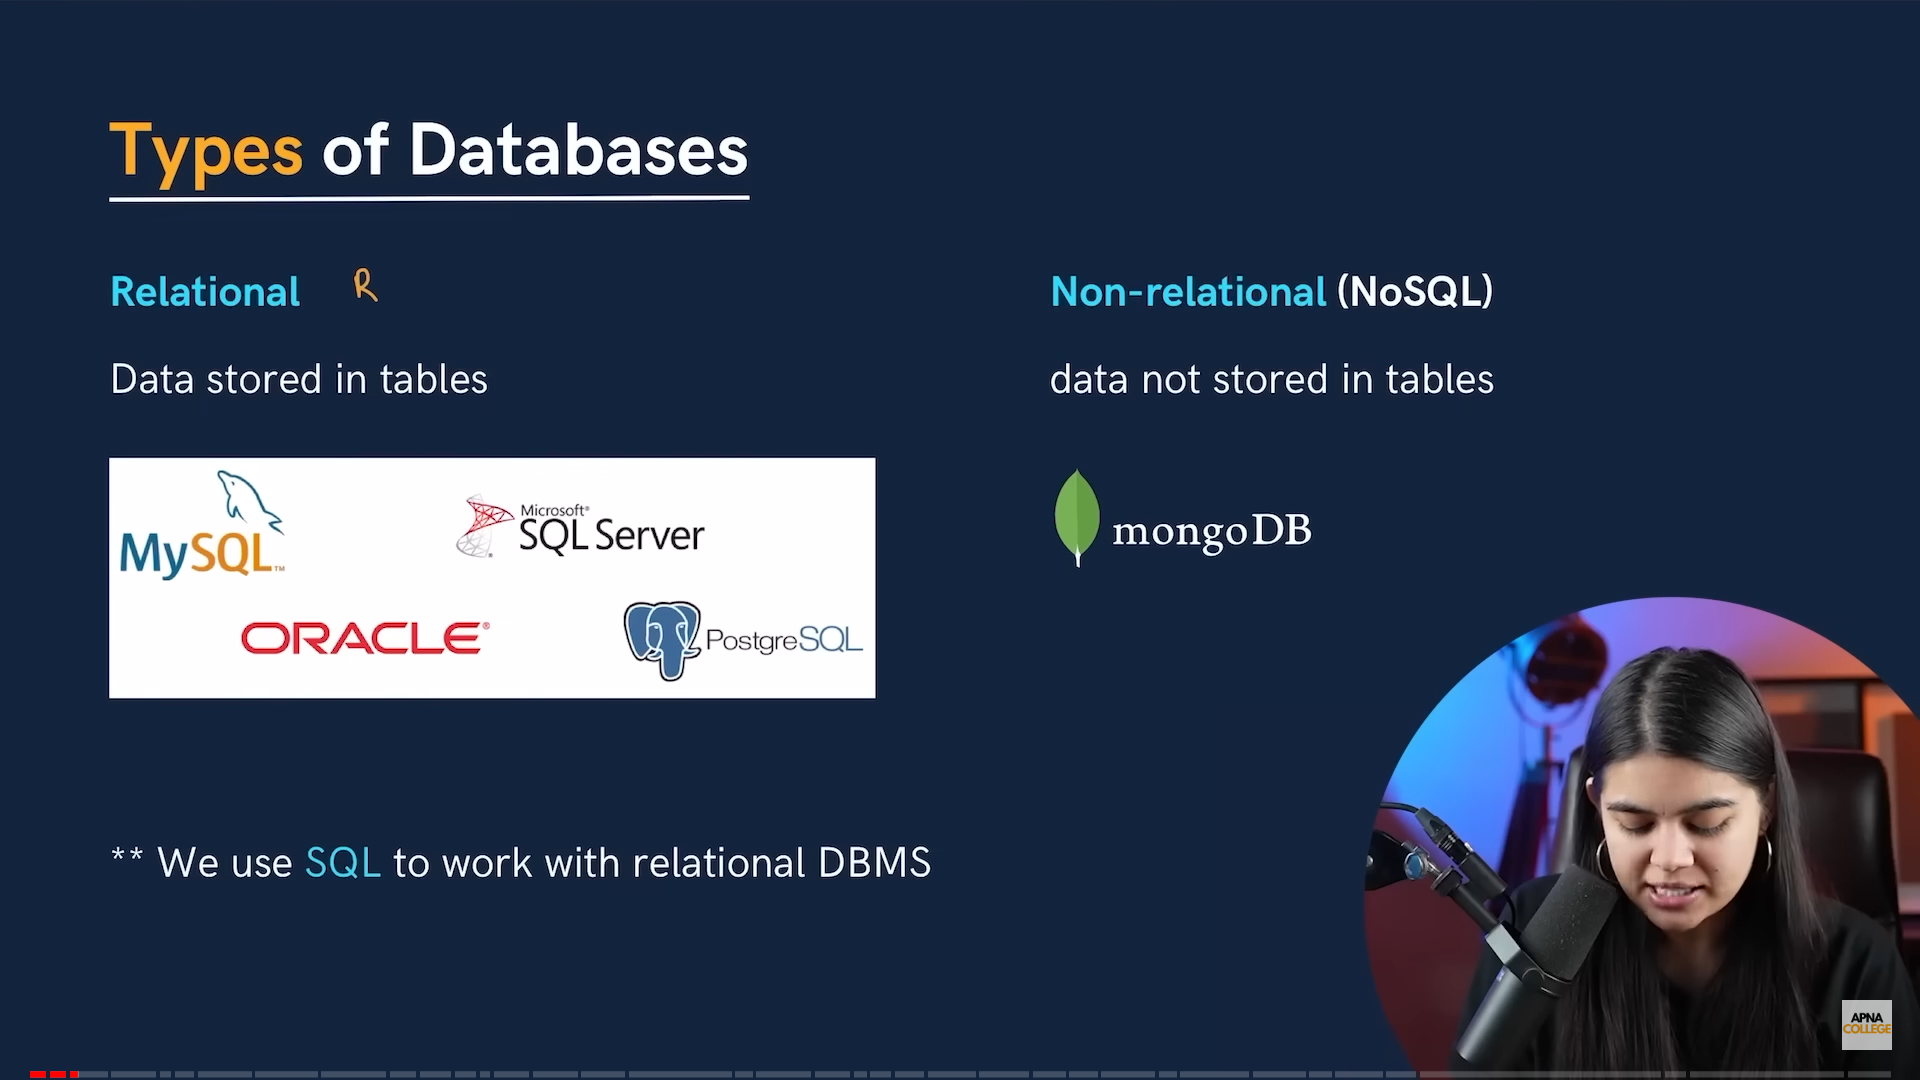 Types of Databases
Relational R
Data stored in tables
MySQL™
Microsoft®
SQL Server
ORACLE®
PostgreSQL
Non-relational (NoSQL)
data not stored in tables
mongoDB
** We use SQL to work with relational DBMS
APNA
COLLEGE